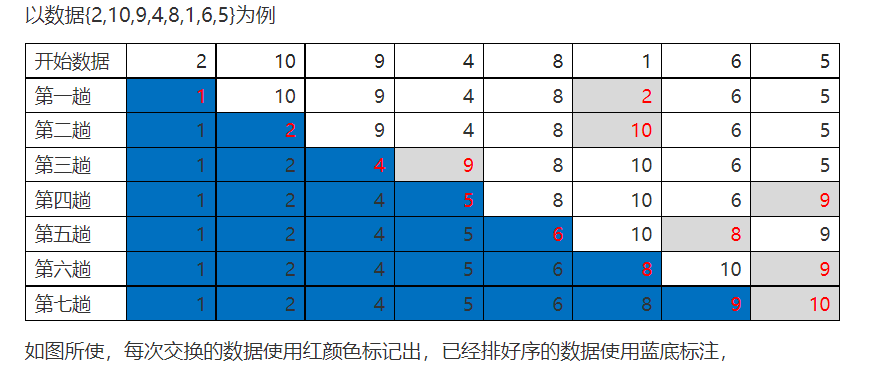 以数据{2,10,9,4,8,1,6,5}为例
开始数据 2 10 9 4 8 1 6 5
第一趟 1 10 9 4 8 2 6 5
第二趟 1 2 9 4 8 10 6 5
第三趟 1 2 4 9 8 10 6 5
第四趟 1 2 4 5 8 10 6 9
第五趟 1 2 4 5 6 10 8 9
第六趟 1 2 4 5 6 8 10 9
第七趟 1 2 4 5 6 8 9 10
如图所使，每次交换的数据使用红颜色标记出，已经排好序的数据使用蓝底标注，